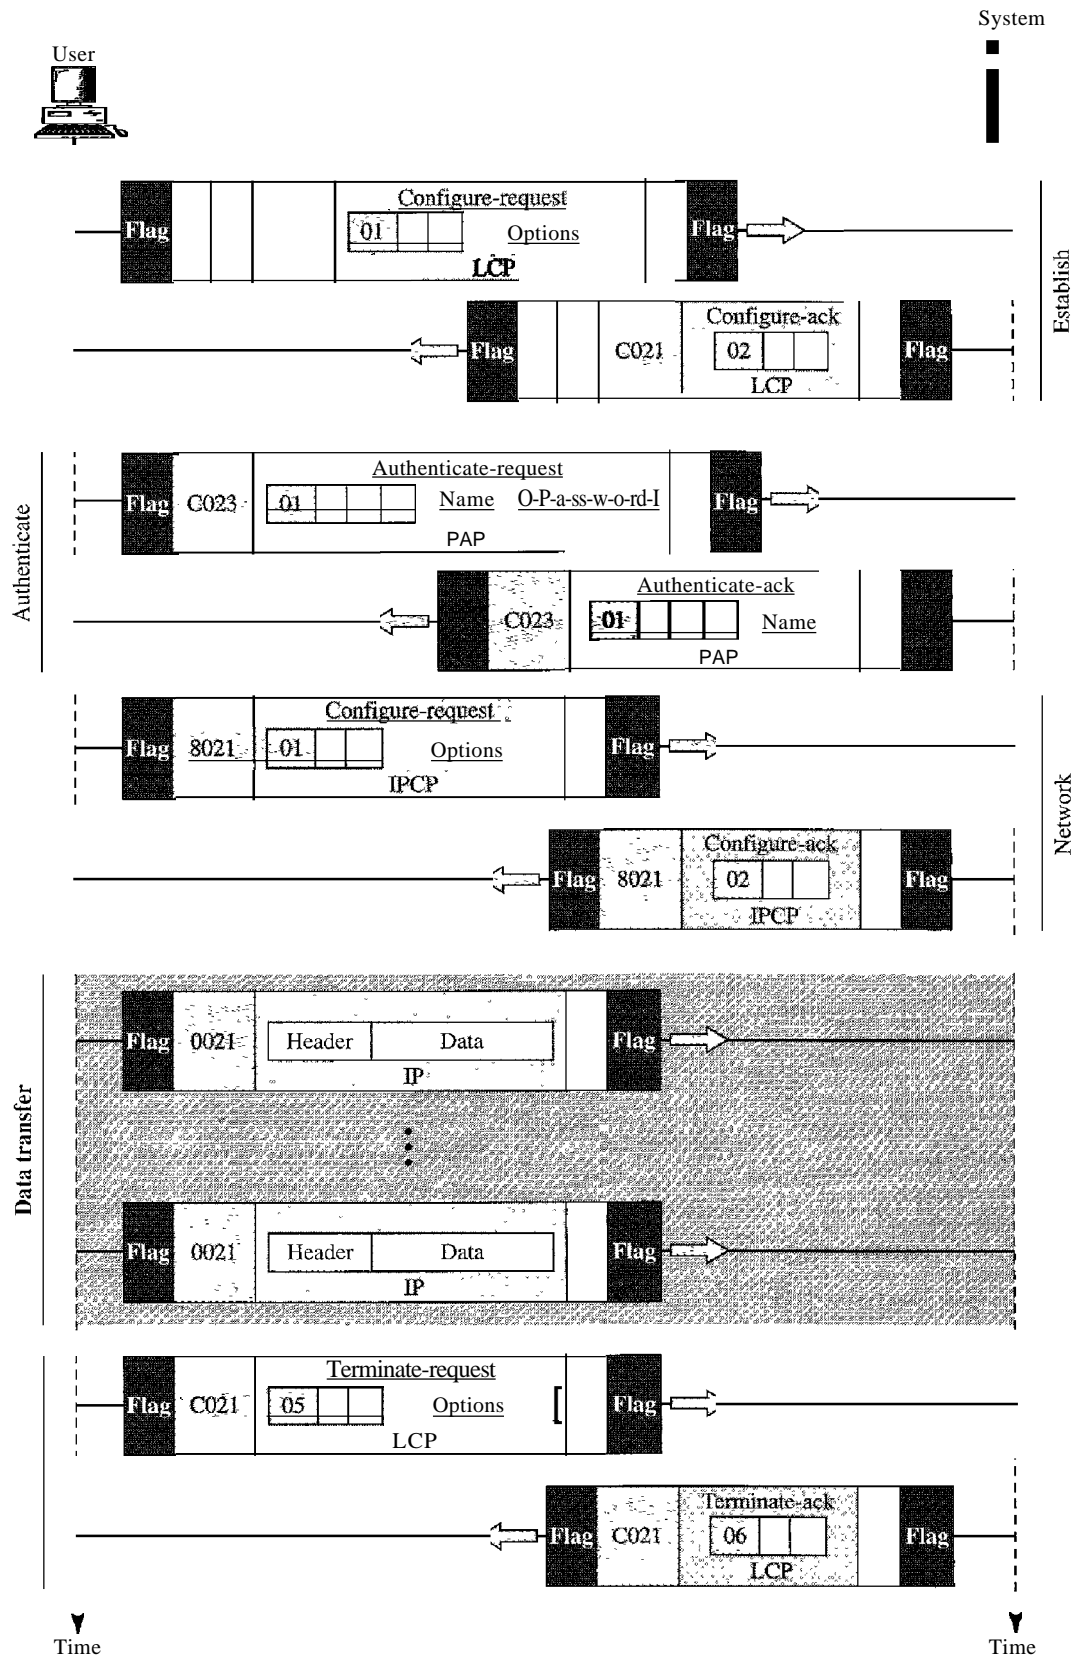 System
User
Flag
Configure-request
01
Options
LCP
Flag
Establish
Flag
C021
Configure-ack
02
LCP
Flag
Authenticate
Flag
C023
Authenticate-request
01
Name O-P-a-ss-w-o-rd-I
PAP
Flag
C023
Authenticate-ack
01
Name
PAP
Flag
8021
Configure-request
01
Options
IPCP
Flag
Network
Flag
8021
Configure-ack
02
IPCP
Flag
Data transfer
Flag
0021
Header
Data
IP
Flag
Flag
0021
Header
Data
IP
Flag
Flag
C021
Terminate-request
05
Options
[
LCP
Flag
Flag
C021
Terminate-ack
06
LCP
Flag
Time
Time